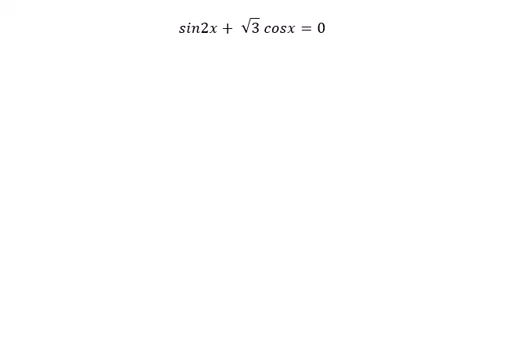 sin2x + √3 cosx = 0